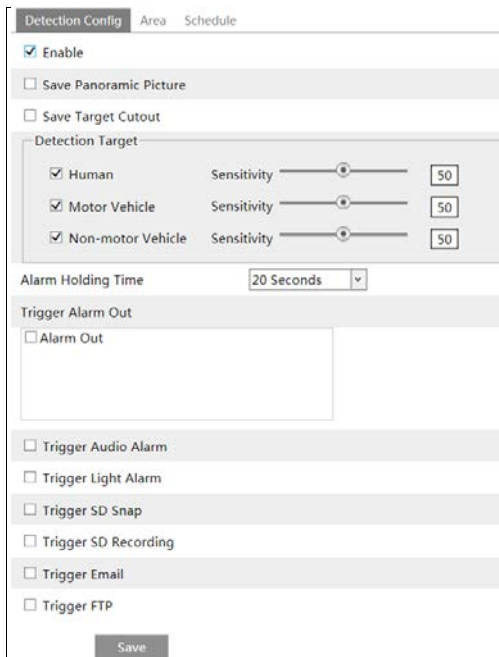 Detection Config Area Schedule
Enable
Save Panoramic Picture
Save Target Cutout
Detection Target
Human Sensitivity 50
Motor Vehicle Sensitivity 50
Non-motor Vehicle Sensitivity 50
Alarm Holding Time 20 Seconds
Trigger Alarm Out
Alarm Out
Trigger Audio Alarm
Trigger Light Alarm
Trigger SD Snap
Trigger SD Recording
Trigger Email
Trigger FTP
Save